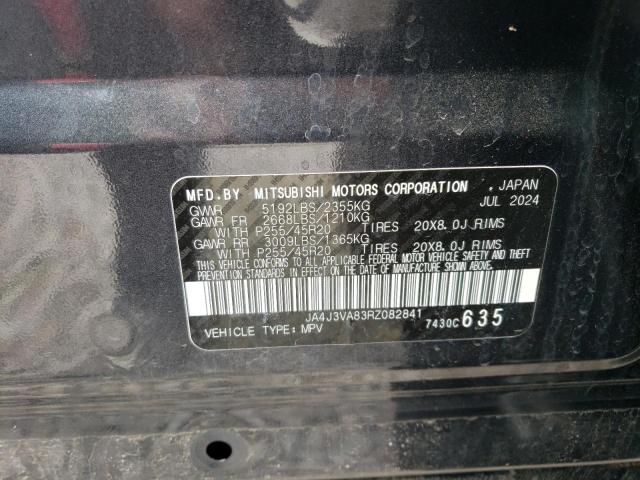 MFD.BY MITSUBISHI MOTORS CORPORATION . JAPAN
JUL 2024
GVWR 5192LBS/2355KG
GAWR FR 2668LBS/1210KG
WITH P255/45R20 TIRES 20X8.0J RIMS
GAWR RR 3009LBS/1365KG
WITH P255/45R20 TIRES 20X8.0J RIMS
THIS VEHICLE CONFORMS TO ALL APPLICABLE FEDERAL MOTOR VEHICLE SAFETY AND THEFT
PREVENTION STANDARDS IN EFFECT ON THE DATE OF MANUFACTURE SHOWN ABOVE.
JA4J3VA83RZ082841
VEHICLE TYPE: MPV 7430C 635